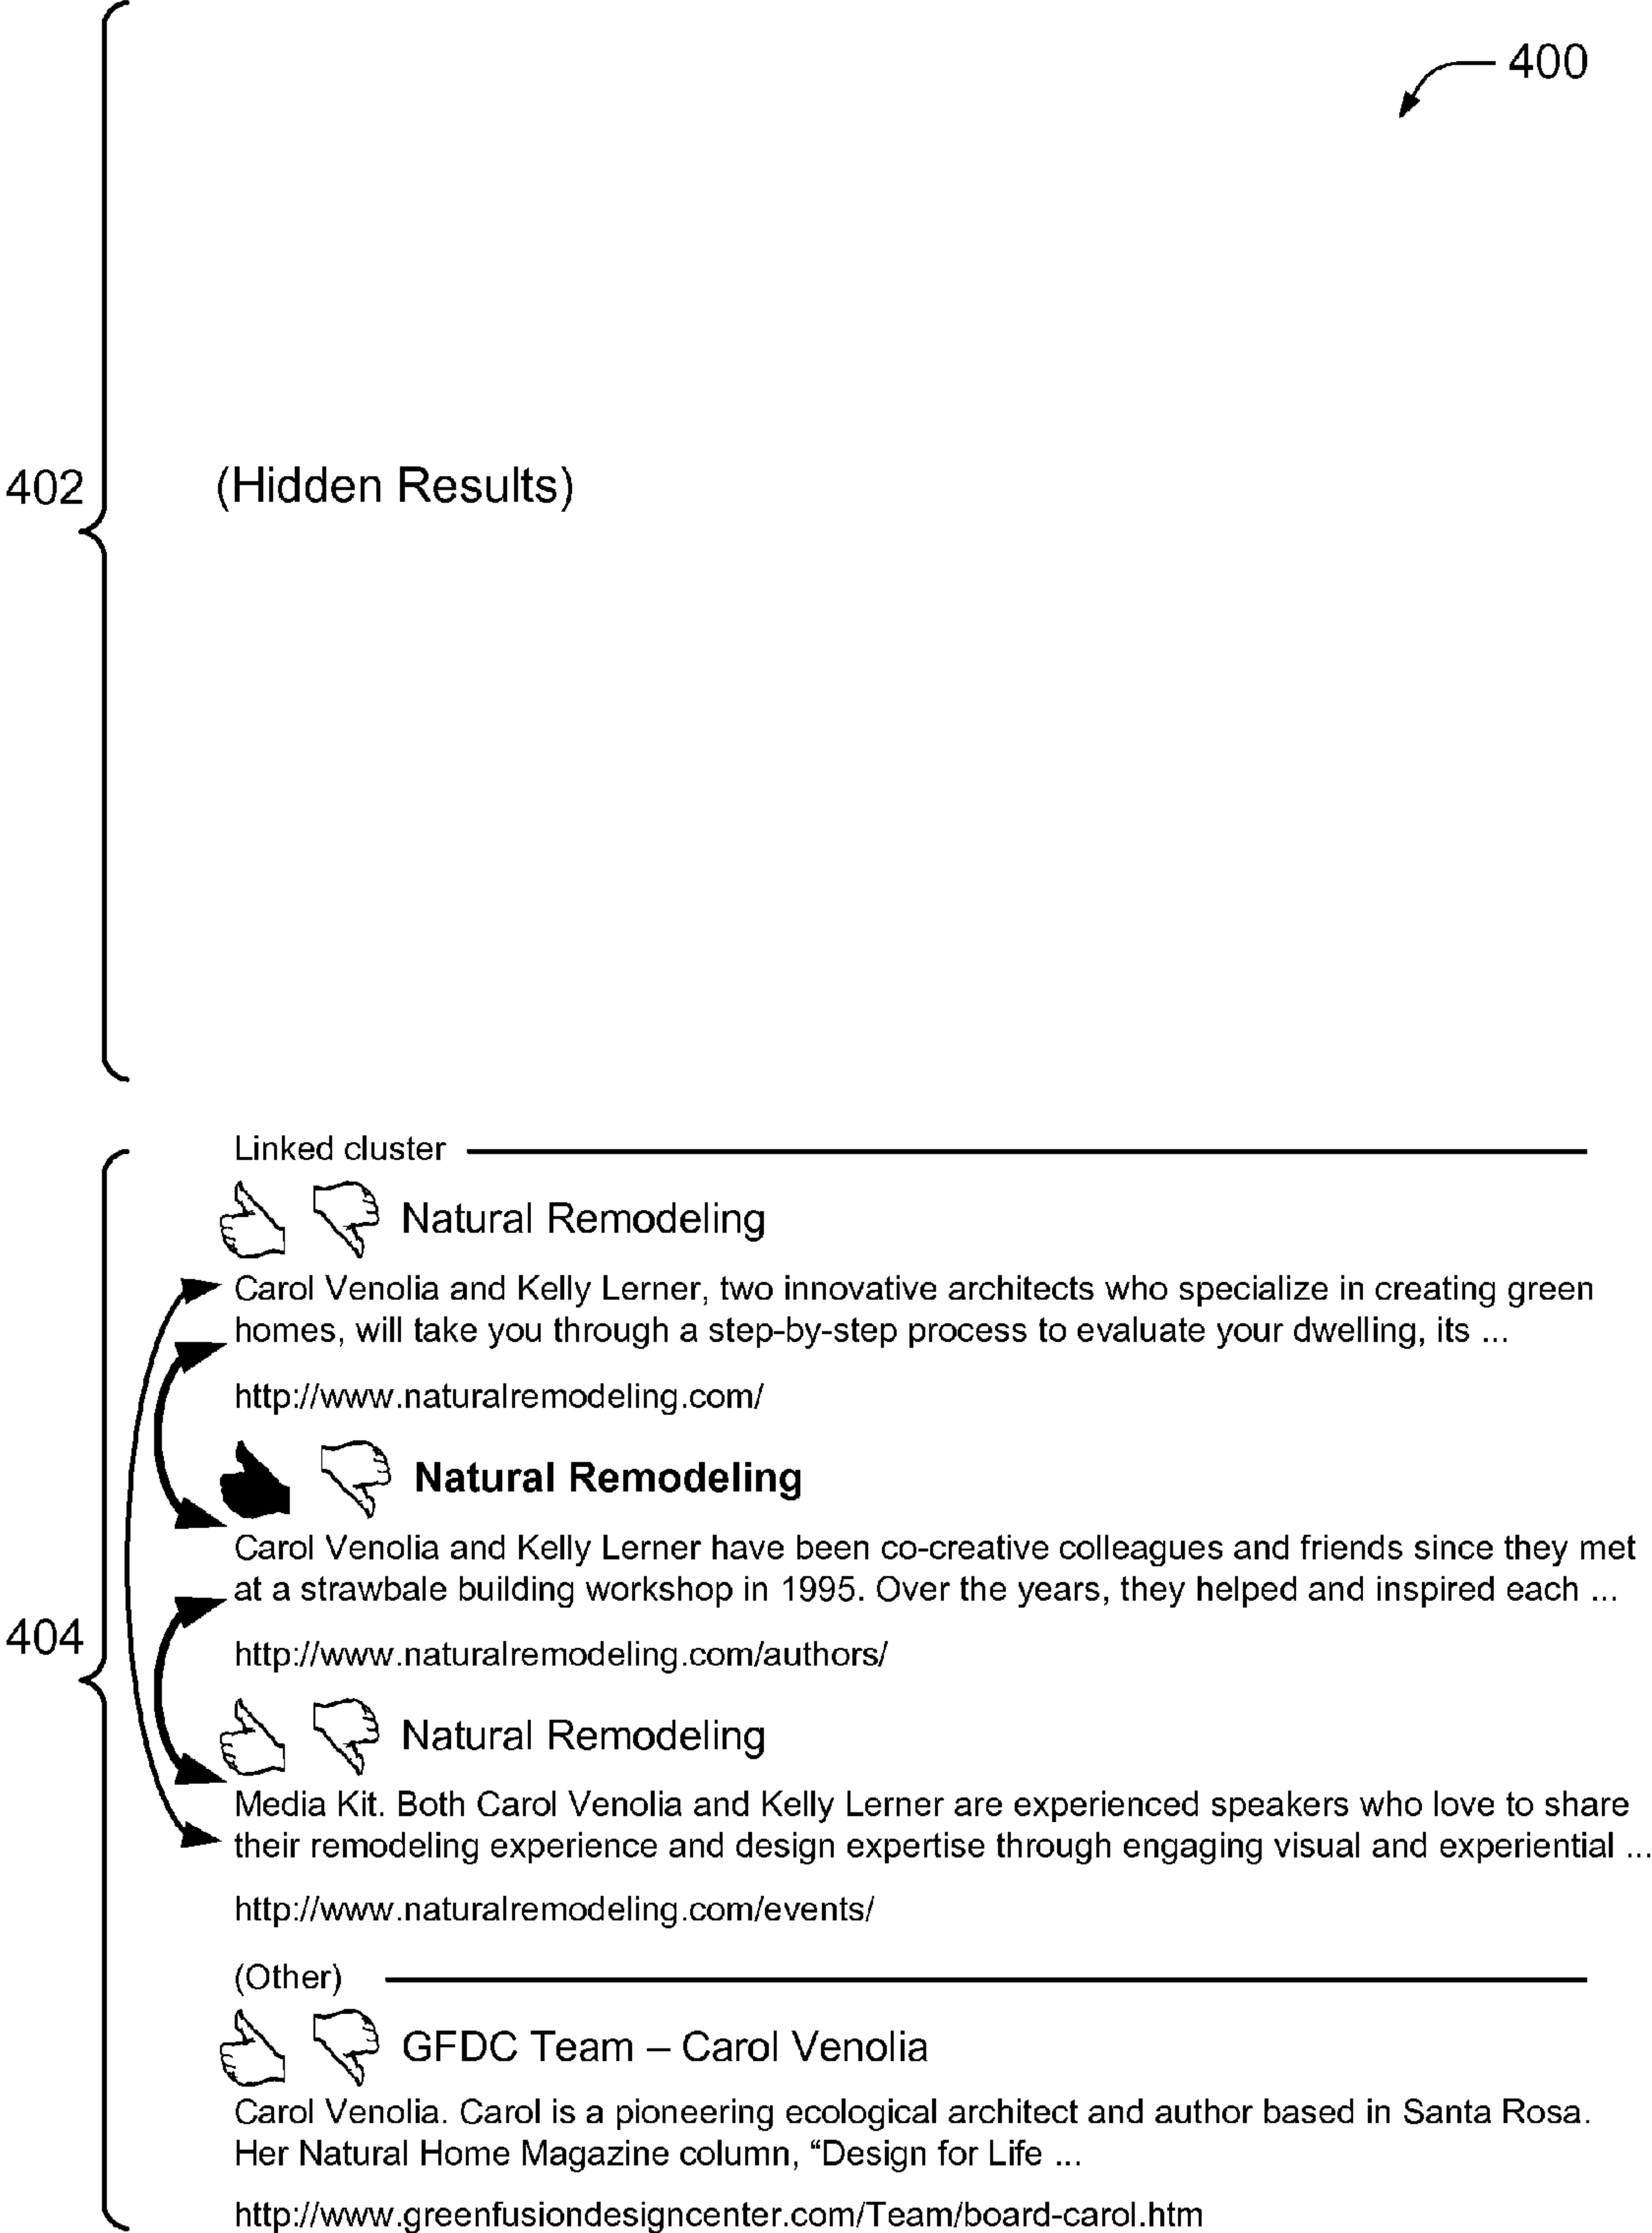 400
402
(Hidden Results)
Linked cluster
Natural Remodeling
Carol Venolia and Kelly Lerner, two innovative architects who specialize in creating green
homes, will take you through a step-by-step process to evaluate your dwelling, its ...
http://www.naturalremodeling.com/
Natural Remodeling
Carol Venolia and Kelly Lerner have been co-creative colleagues and friends since they met
at a strawbale building workshop in 1995. Over the years, they helped and inspired each ...
404
http://www.naturalremodeling.com/authors/
Natural Remodeling
Media Kit. Both Carol Venolia and Kelly Lerner are experienced speakers who love to share
their remodeling experience and design expertise through engaging visual and experiential ...
http://www.naturalremodeling.com/events/
(Other)
GFDC Team – Carol Venolia
Carol Venolia. Carol is a pioneering ecological architect and author based in Santa Rosa.
Her Natural Home Magazine column, “Design for Life ...
http://www.greenfusiondesigncenter.com/Team/board-carol.htm